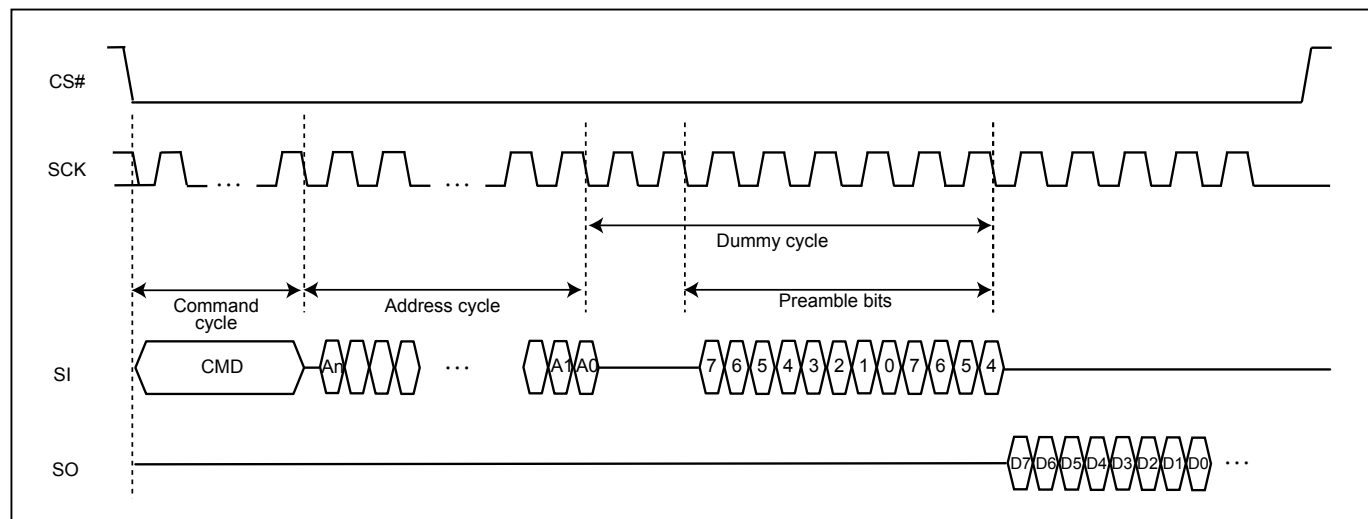 CS#
SCK
...
...
Dummy cycle
Command
cycle
Address cycle
Preamble bits
SI
CMD
An
...
A1
A0
7
6
5
4
3
2
1
0
7
6
5
4
SO
D7
D6
D5
D4
D3
D2
D1
D0
...